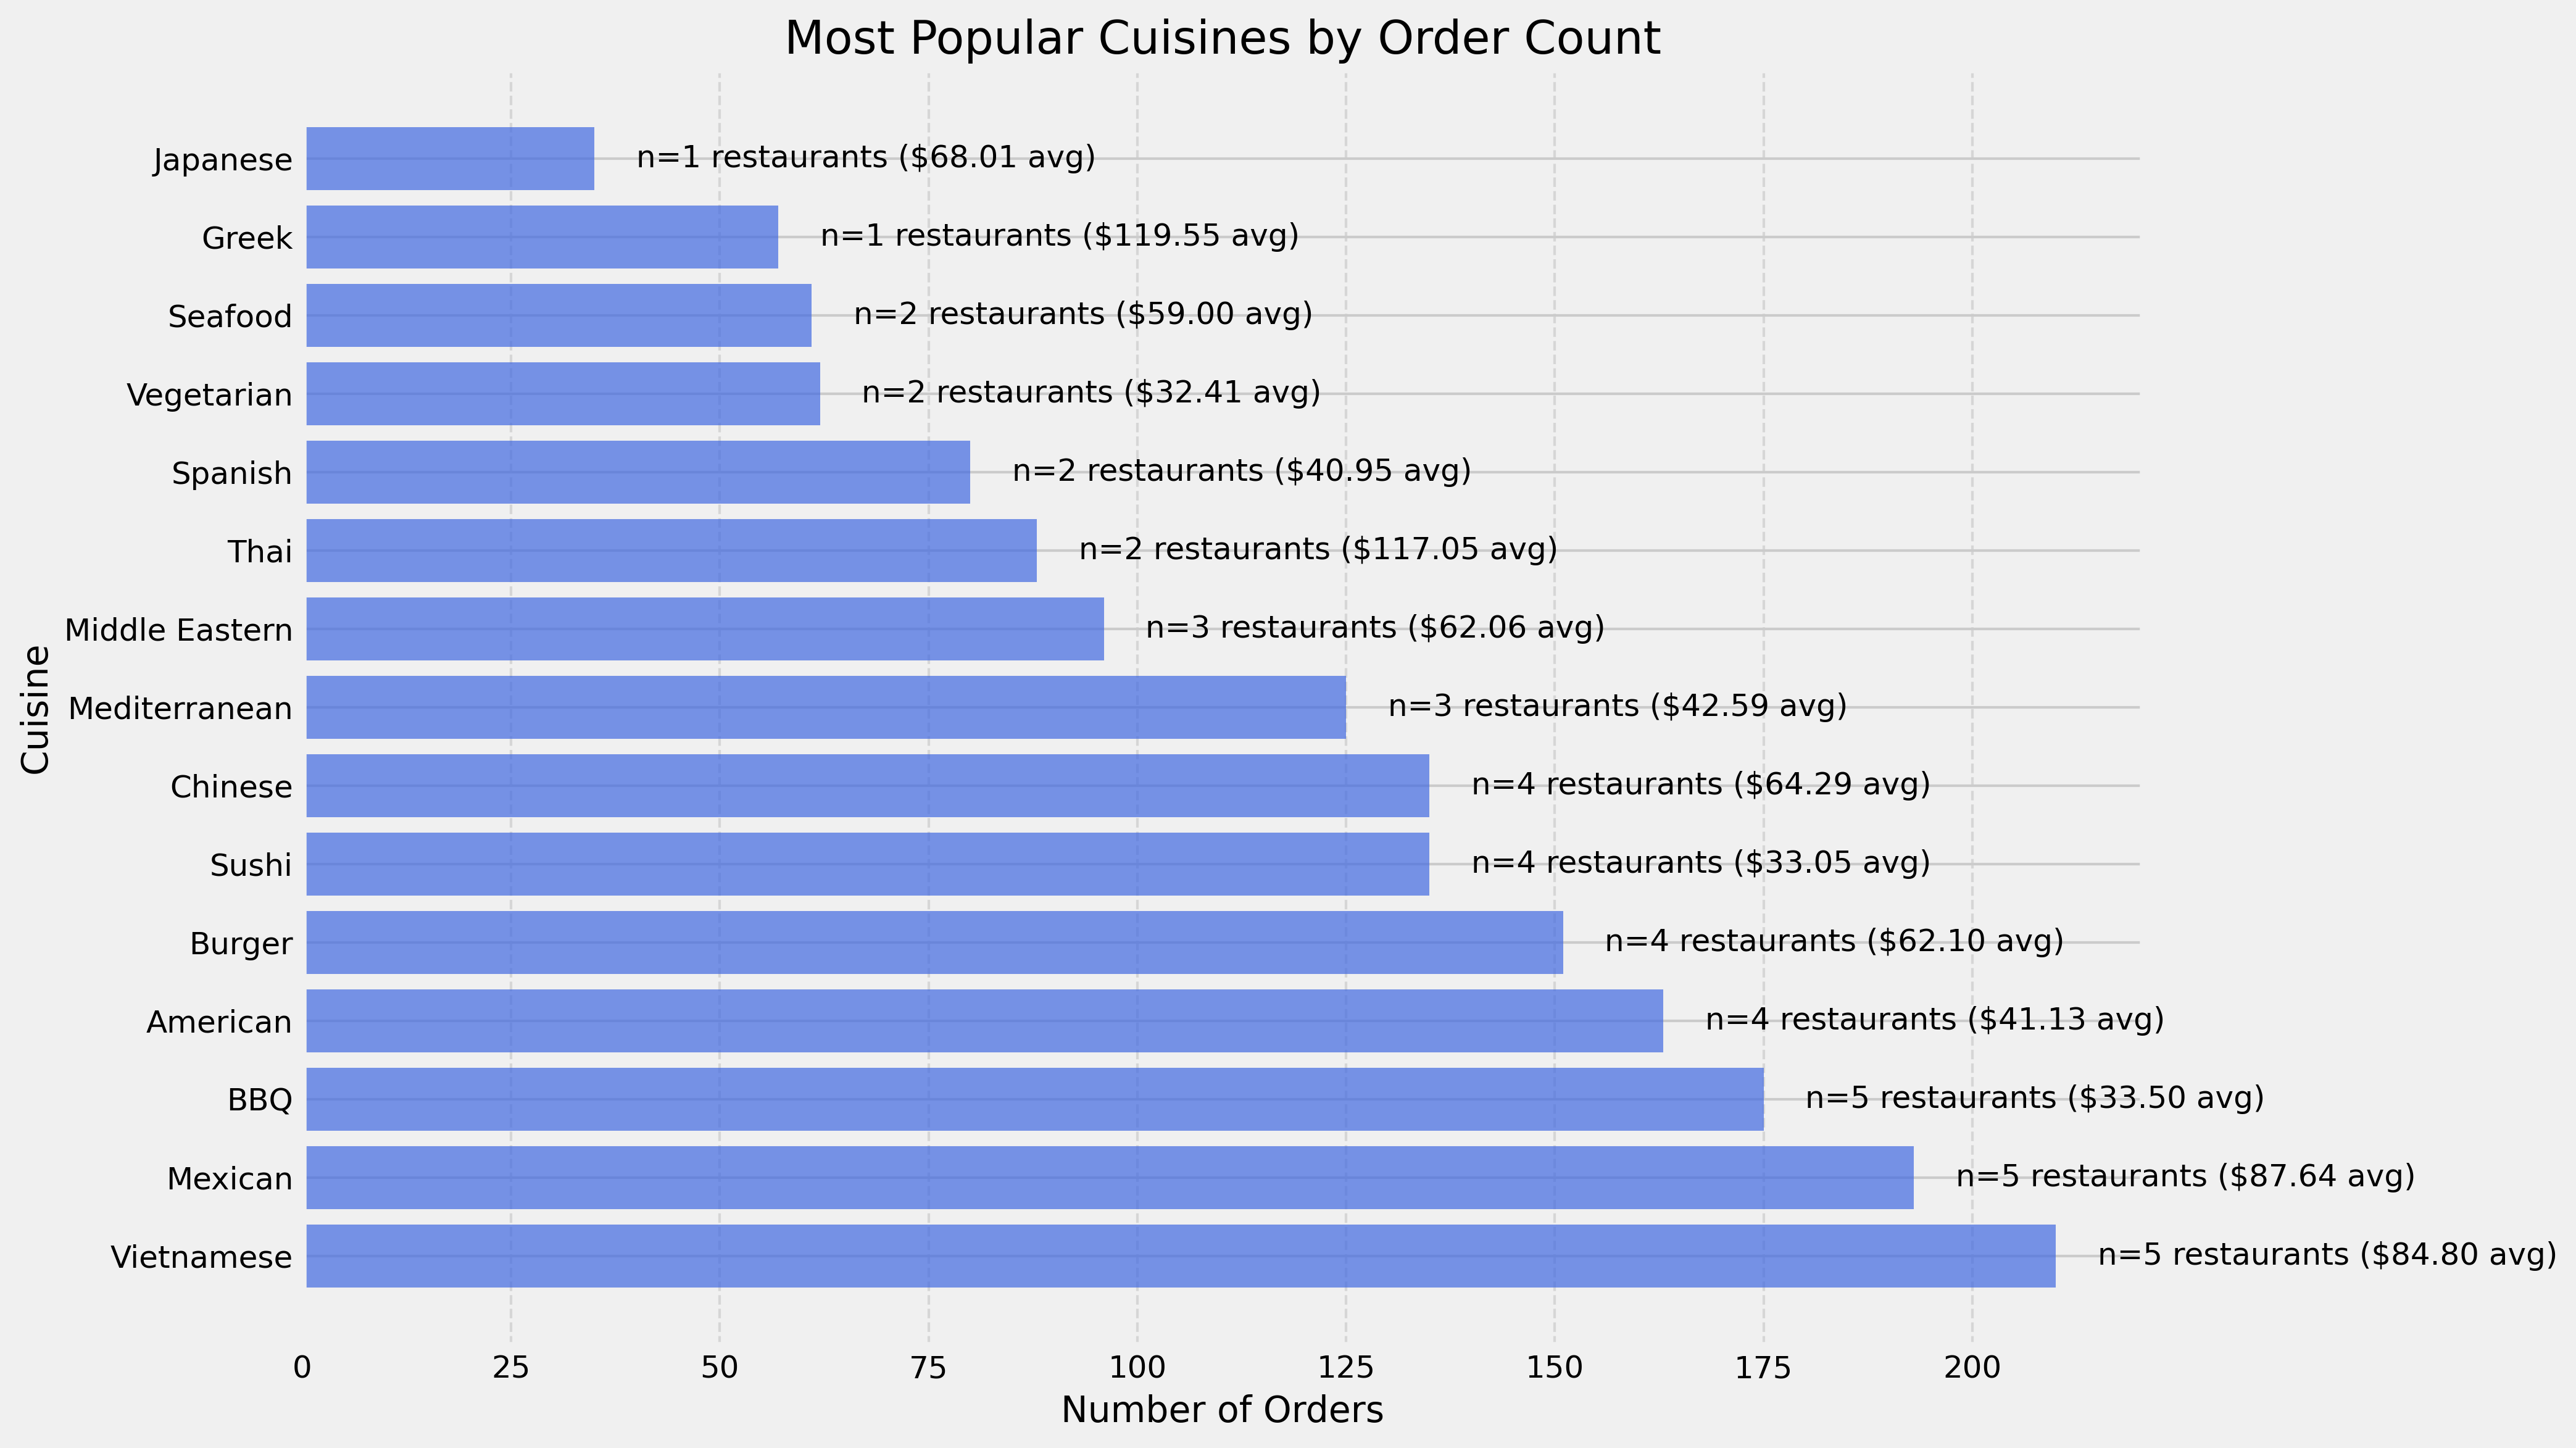 Most Popular Cuisines by Order Count
Japanese n=1 restaurants ($68.01 avg)
Greek n=1 restaurants ($119.55 avg)
Seafood n=2 restaurants ($59.00 avg)
Vegetarian n=2 restaurants ($32.41 avg)
Spanish n=2 restaurants ($40.95 avg)
Thai n=2 restaurants ($117.05 avg)
Middle Eastern n=3 restaurants ($62.06 avg)
Mediterranean n=3 restaurants ($42.59 avg)
Chinese n=4 restaurants ($64.29 avg)
Sushi n=4 restaurants ($33.05 avg)
Burger n=4 restaurants ($62.10 avg)
American n=4 restaurants ($41.13 avg)
BBQ n=5 restaurants ($33.50 avg)
Mexican n=5 restaurants ($87.64 avg)
Vietnamese n=5 restaurants ($84.80 avg)
Cuisine
0 25 50 75 100 125 150 175 200
Number of Orders